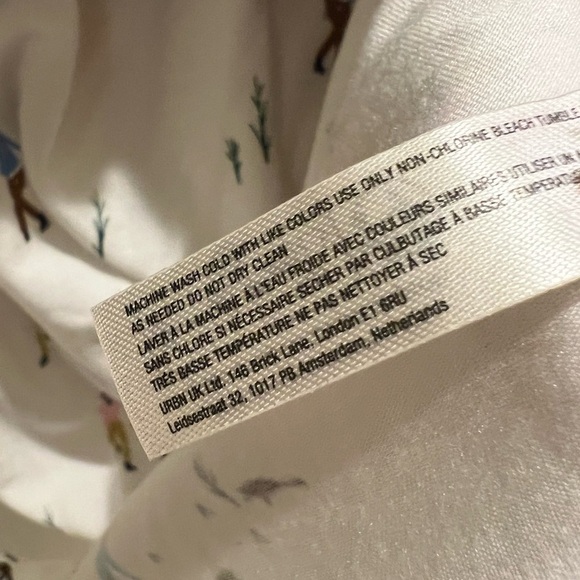 MACHINE WASH COLD WITH LIKE COLORS USE ONLY NON-CHLORINE BLEACH TUMBLE
AS NEEDED DO NOT DRY CLEAN
LAVER À LA MACHINE À L'EAU FROIDE AVEC COULEURS SIMILAIRES UTILISER UN
SANS CHLORE SI NÉCESSAIRE SÉCHER PAR CULBUTAGE À BASSE TEMPÉRATURE
TRÈS BASSE TEMPÉRATURE NE PAS NETTOYER À SEC
URBN UK Ltd. 146 Brick Lane, London E1 6RU
Leidsestraat 32, 1017 PB Amsterdam, Netherlands